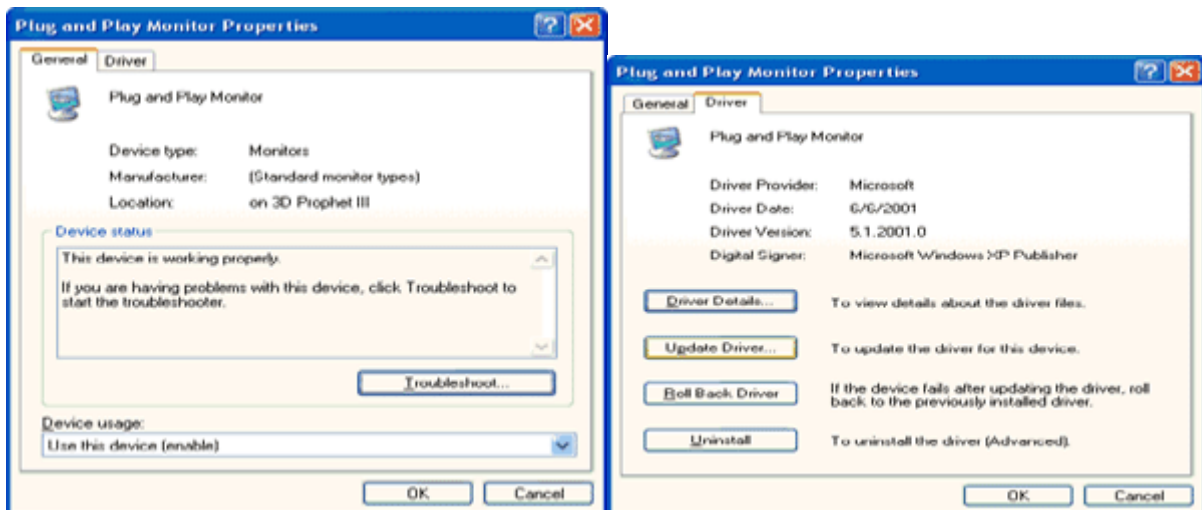 Plug and Play Monitor Properties
General Driver
Plug and Play Monitor
Device type: Monitors
Manufacturer: (Standard monitor types)
Location: on 3D Prophet III
Device status
This device is working properly.
If you are having problems with this device, click Troubleshoot to
start the troubleshooter.
Troubleshoot...
Device usage:
Use this device (enable)
OK Cancel
Plug and Play Monitor Properties
General Driver
Plug and Play Monitor
Driver Provider: Microsoft
Driver Date: 6/6/2001
Driver Version: 5.1.2001.0
Digital Signer: Microsoft Windows XP Publisher
Driver Details... To view details about the driver files.
Update Driver... To update the driver for this device.
Roll Back Driver If the device fails after updating the driver, roll
back to the previously installed driver.
Uninstall To uninstall the driver (Advanced).
OK Cancel